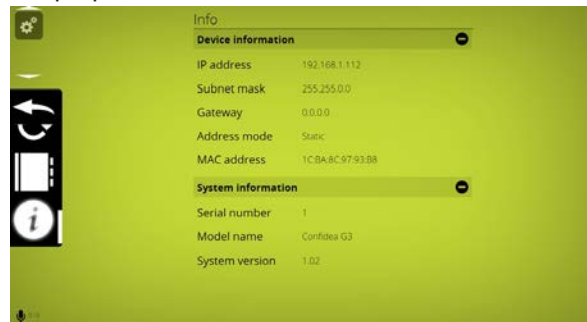 Info
Device information
IP address 192.168.1.112
Subnet mask 255.255.0.0
Gateway 0.0.0.0
Address mode Static
MAC address 1C:BA:8C:97:93:B8
System information
Serial number 1
Model name Confidea G3
System version 1.02
i